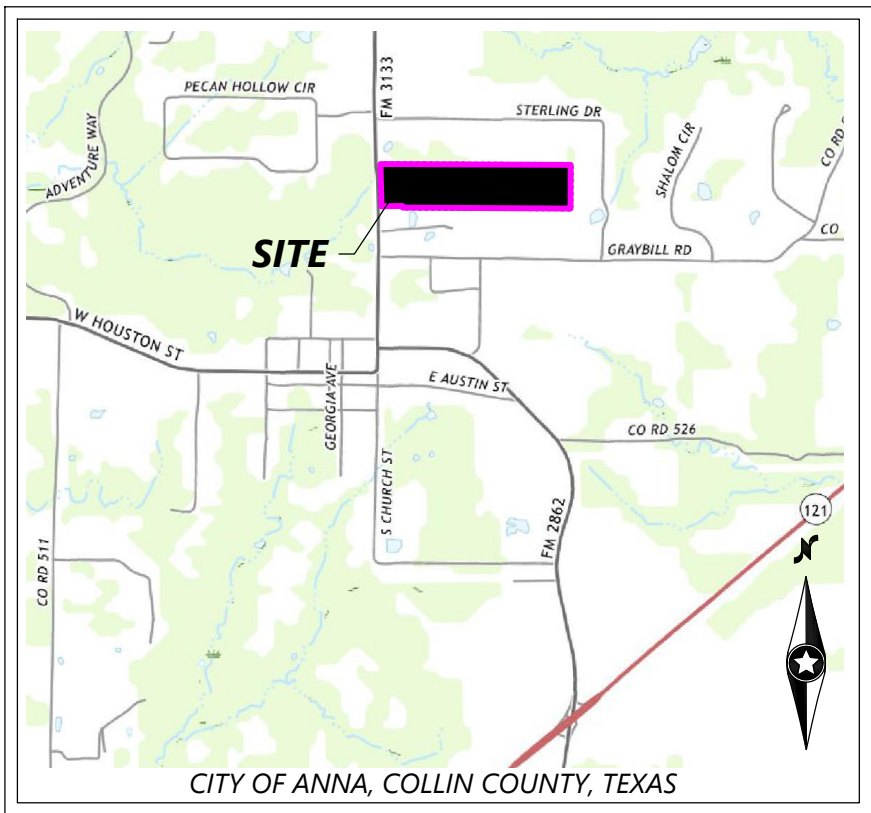 PECAN HOLLOW CIR
FM 3133
STERLING DR
ADVENTURE WAY
SHALOM CIR
CO RD
SITE
CO
GRAYBILL RD
W HOUSTON ST
GEORGIA AVE
E AUSTIN ST
CO RD 526
S CHURCH ST
FM 2862
121
N
CO RD 511
CITY OF ANNA, COLLIN COUNTY, TEXAS